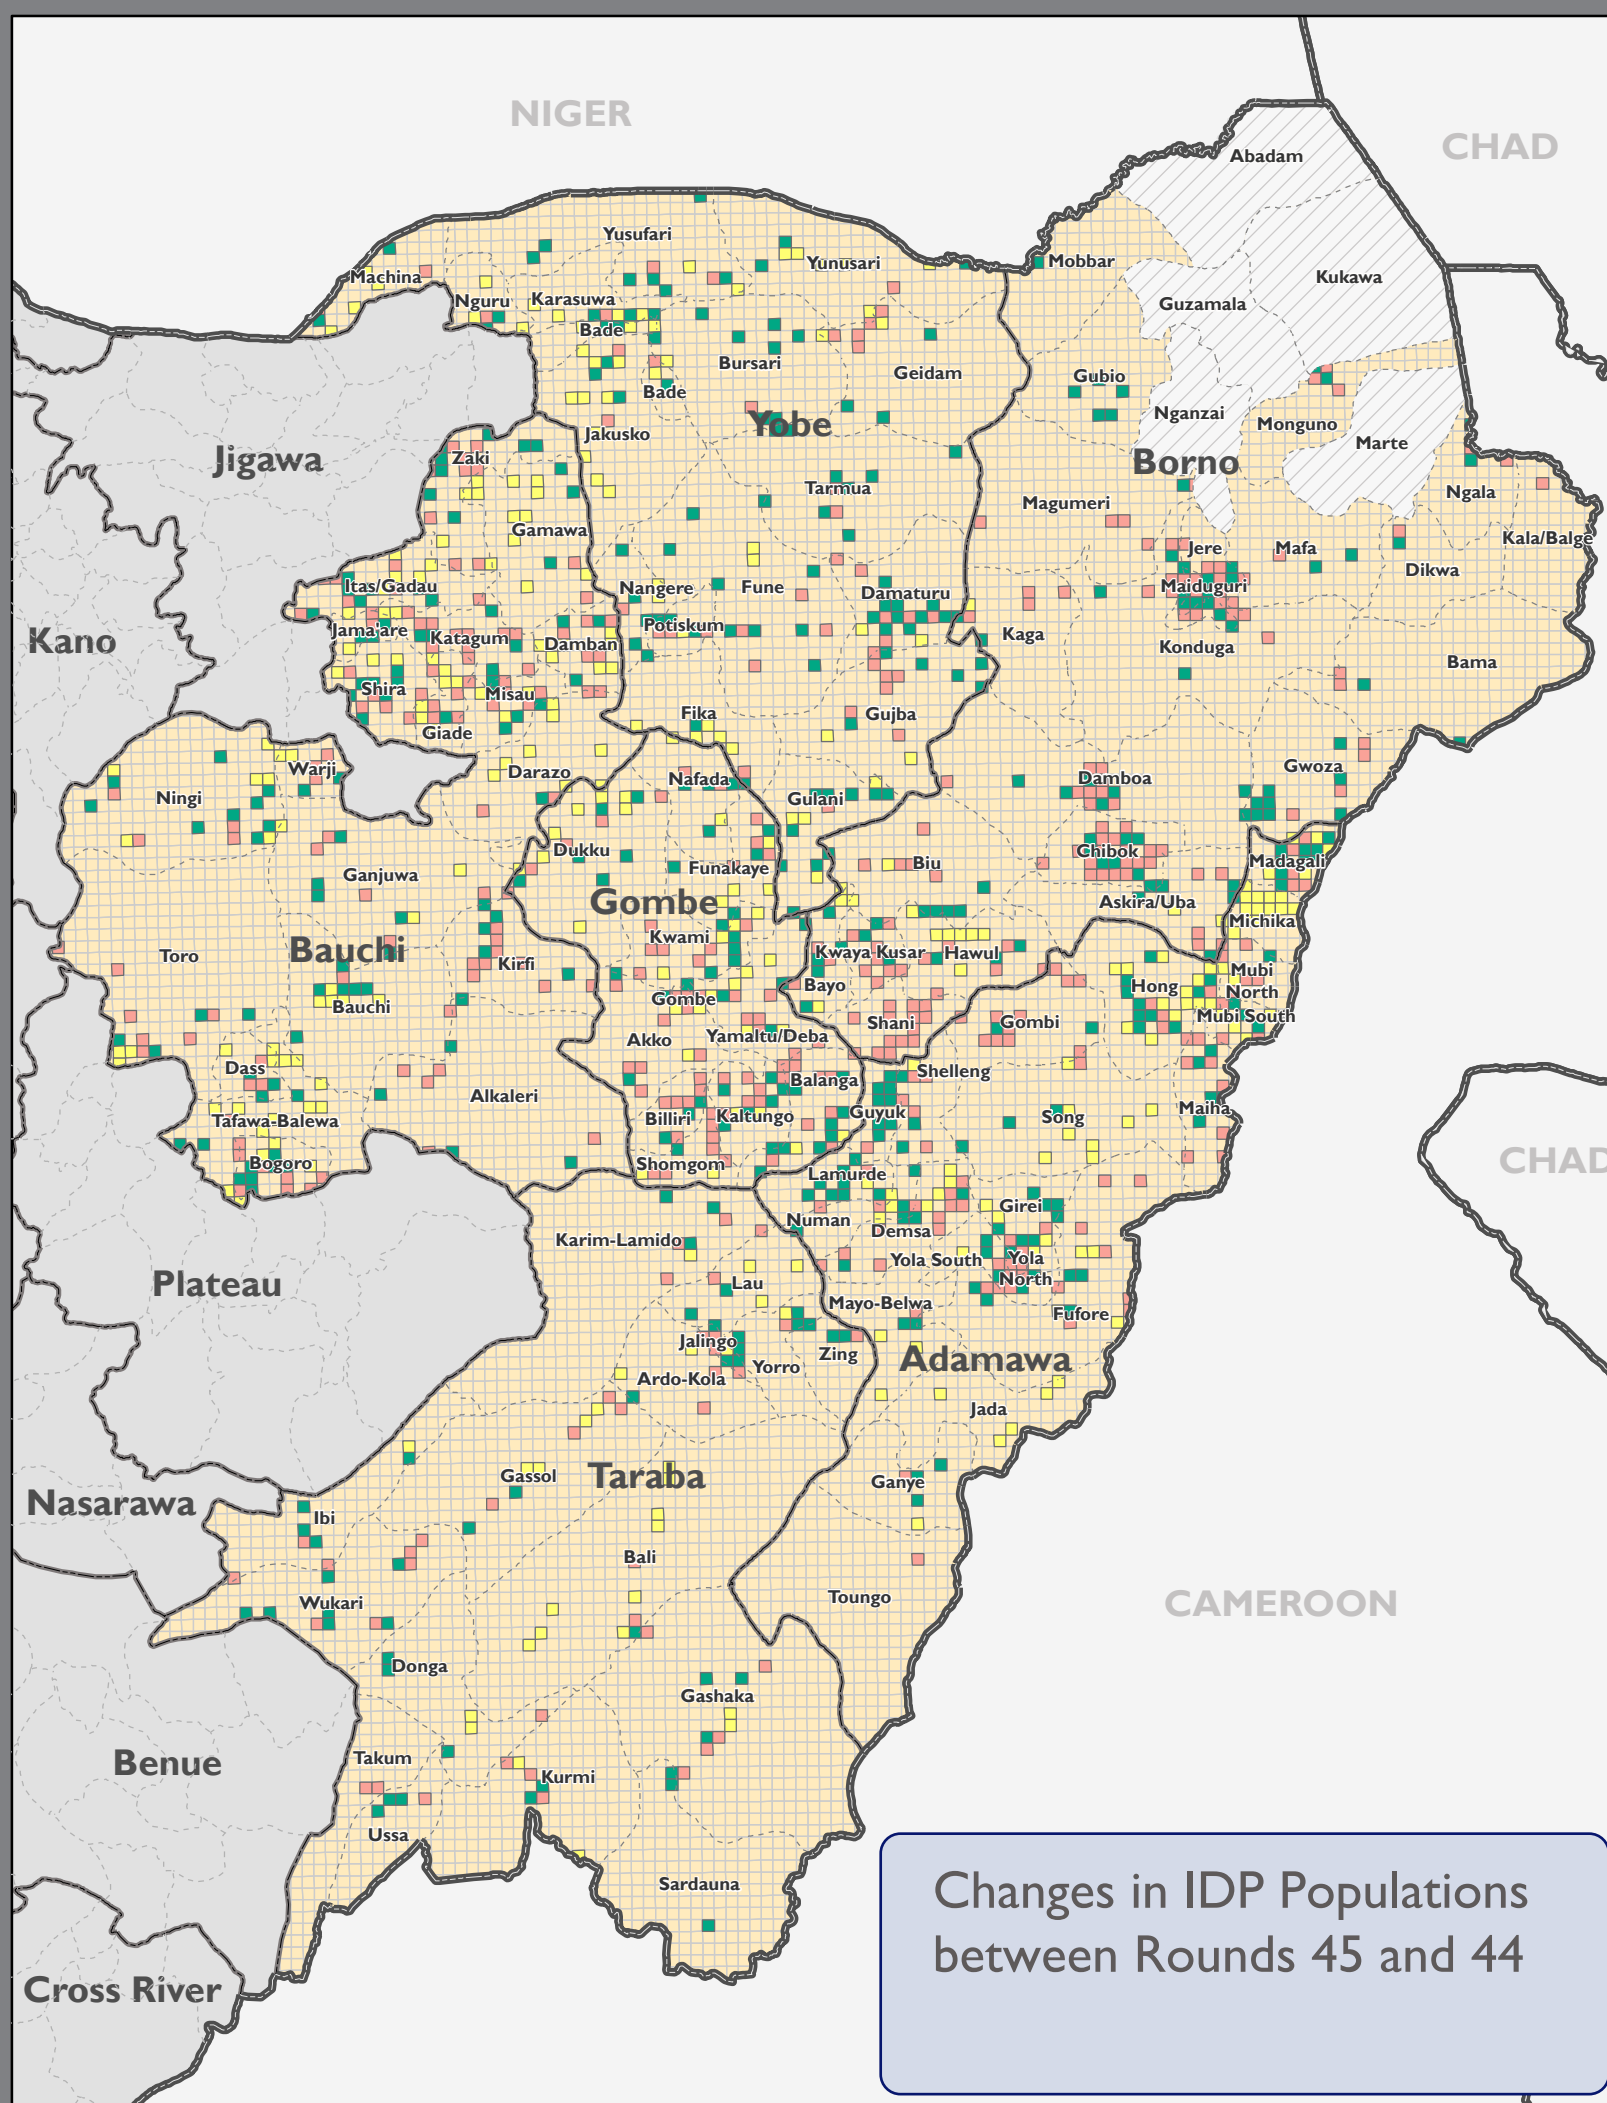 NIGER
CHAD
Abadam
Yusufari
Mobbar
Yunusari
Machina
Kukawa
Nguru
Karasuwa
Guzamala
Bade
Bursari
Geidam
Gubio
Bade
Nganzai
Monguno
Yobe
Jakusko
Marte
Jigawa
Zaki
Borno
Tarmua
Ngala
Magumeri
Gamawa
Kala/Balge
Jere
Mafa
Dikwa
Itas/Gadau
Nangere
Fune
Damaturu
Maiduguri
Potiskum
Jama'are
Katagum
Damban
Kaga
Kano
Konduga
Bama
Shira
Misau
Fika
Gujba
Giade
Warji
Darazo
Nafada
Damboa
Gwoza
Ningi
Gulani
Dukku
Chibok
Biu
Madagali
Funakaye
Ganjuwa
Gombe
Askira/Uba
Michika
Kwami
Bauchi
Toro
Kwaya Kusar
Hawul
Kirfi
Mubi
North
Bayo
Hong
Gombe
Bauchi
Mubi South
Shani
Gombi
Akko
Yamaltu/Deba
Dass
Shelleng
Balanga
Alkaleri
Maiha
Billiri
Kaltungo
Guyuk
Song
Tafawa-Balewa
CHAD
Bogoro
Shomgom
Lamurde
Girei
Numan
Demsa
Karim-Lamido
Yola South
Yola
North
Plateau
Lau
Mayo-Belwa
Fufore
Jalingo
Zing
Adamawa
Yorro
Ardo-Kola
Jada
Gassol
Taraba
Ganye
Nasarawa
Ibi
Bali
Toungo
Wukari
CAMEROON
Donga
Gashaka
Benue
Takum
Kurmi
Ussa
Sardauna
Cross River
Changes in IDP Populations
between Rounds 45 and 44